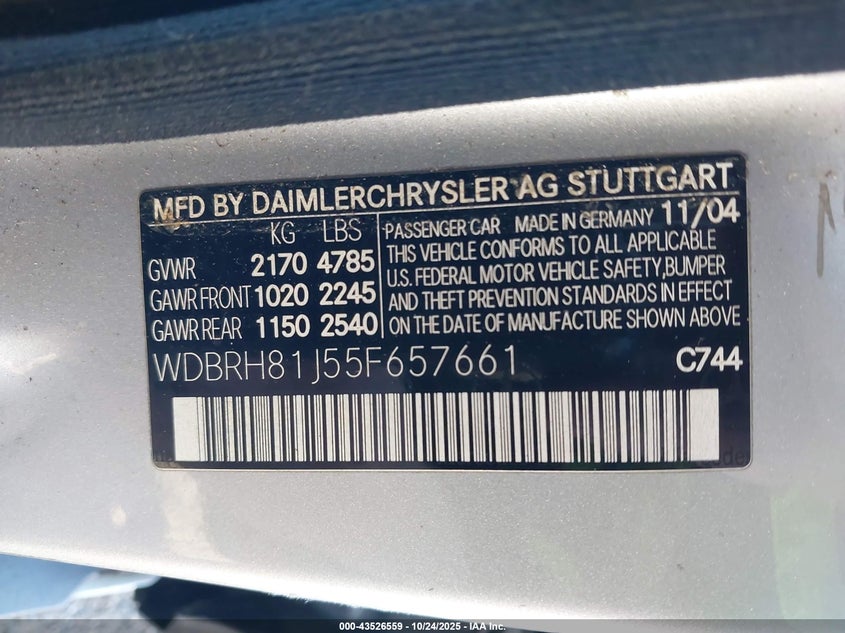 MFD BY DAIMLERCHRYSLER AG STUTTGART
KG LBS
GVWR 2170 4785
GAWR FRONT 1020 2245
GAWR REAR 1150 2540
PASSENGER CAR MADE IN GERMANY 11/04
THIS VEHICLE CONFORMS TO ALL APPLICABLE
U.S. FEDERAL MOTOR VEHICLE SAFETY,BUMPER
AND THEFT PREVENTION STANDARDS IN EFFECT
ON THE DATE OF MANUFACTURE SHOWN ABOVE
WDBRH81J55F657661 C744
000-43526559 - 10/24/2025 - IAA Inc.